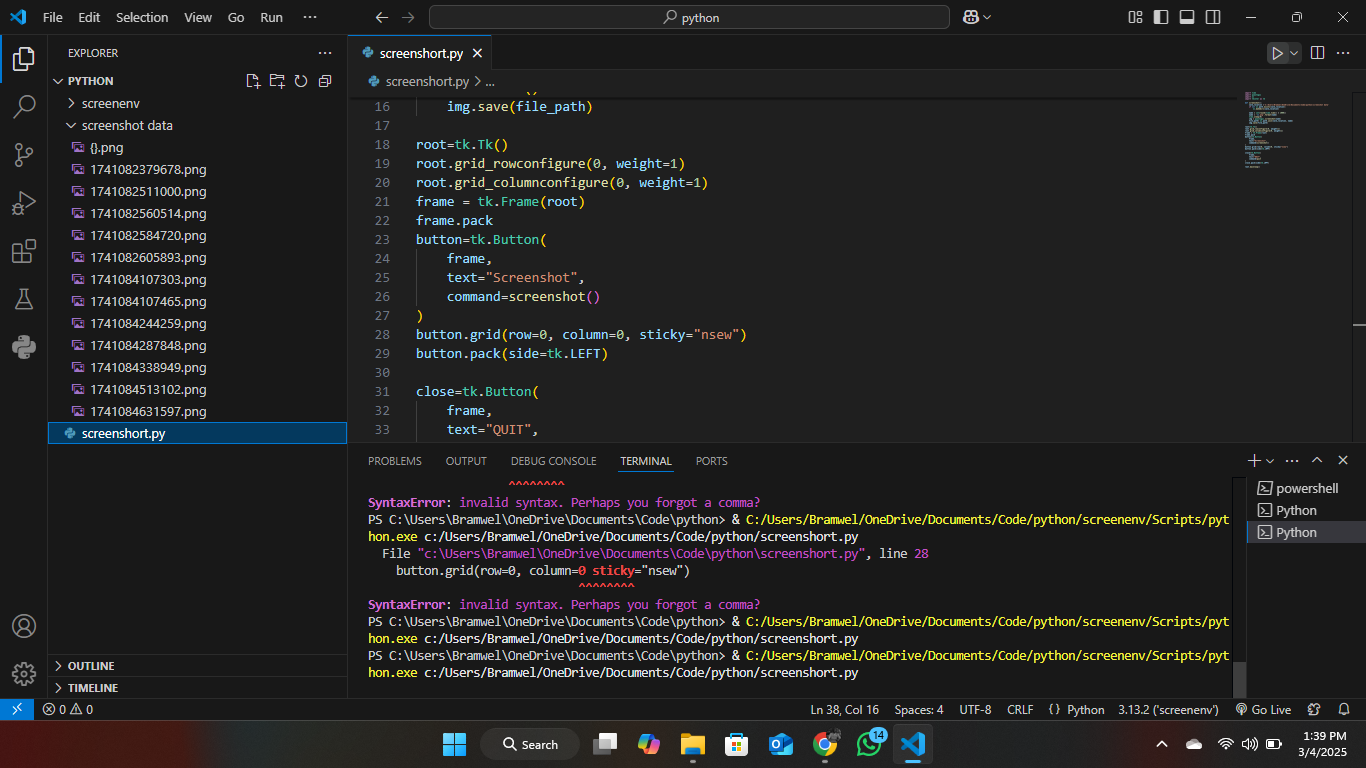 File Edit Selection View Go Run ···
python
EXPLORER
PYTHON
screenenv
screenshot data
{}.png
1741082379678.png
1741082511000.png
1741082560514.png
1741082584720.png
1741082605893.png
1741084107303.png
1741084107465.png
1741084244259.png
1741084287848.png
1741084338949.png
1741084513102.png
1741084631597.png
screenshort.py
OUTLINE
TIMELINE
screenshort.py
screenshort.py > ...
16 img.save(file_path)
17
18 root=tk.Tk()
19 root.grid_rowconfigure(0, weight=1)
20 root.grid_columnconfigure(0, weight=1)
21 frame = tk.Frame(root)
22 frame.pack
23 button=tk.Button(
24 frame,
25 text="Screenshot",
26 command=screenshot()
27 )
28 button.grid(row=0, column=0, sticky="nsew")
29 button.pack(side=tk.LEFT)
30
31 close=tk.Button(
32 frame,
33 text="QUIT",
PROBLEMS OUTPUT DEBUG CONSOLE TERMINAL PORTS
^^^^^^^^
SyntaxError: invalid syntax. Perhaps you forgot a comma?
PS C:\Users\Bramwel\OneDrive\Documents\Code\python> & C:/Users/Bramwel/OneDrive/Documents/Code/python/screenenv/Scripts/pyt
hon.exe c:/Users/Bramwel/OneDrive/Documents/Code/python/screenshort.py
File "c:\Users\Bramwel\OneDrive\Documents\Code\python\screenshort.py", line 28
button.grid(row=0, column=0 sticky="nsew")
^^^^^^^^
SyntaxError: invalid syntax. Perhaps you forgot a comma?
PS C:\Users\Bramwel\OneDrive\Documents\Code\python> & C:/Users/Bramwel/OneDrive/Documents/Code/python/screenenv/Scripts/pyt
hon.exe c:/Users/Bramwel/OneDrive/Documents/Code/python/screenshort.py
PS C:\Users\Bramwel\OneDrive\Documents\Code\python> & C:/Users/Bramwel/OneDrive/Documents/Code/python/screenenv/Scripts/pyt
hon.exe c:/Users/Bramwel/OneDrive/Documents/Code/python/screenshort.py
powershell
Python
Python
0 0 Ln 38, Col 16 Spaces: 4 UTF-8 CRLF {} Python 3.13.2 ('screenenv') Go Live
Search
14
1:39 PM
3/4/2025